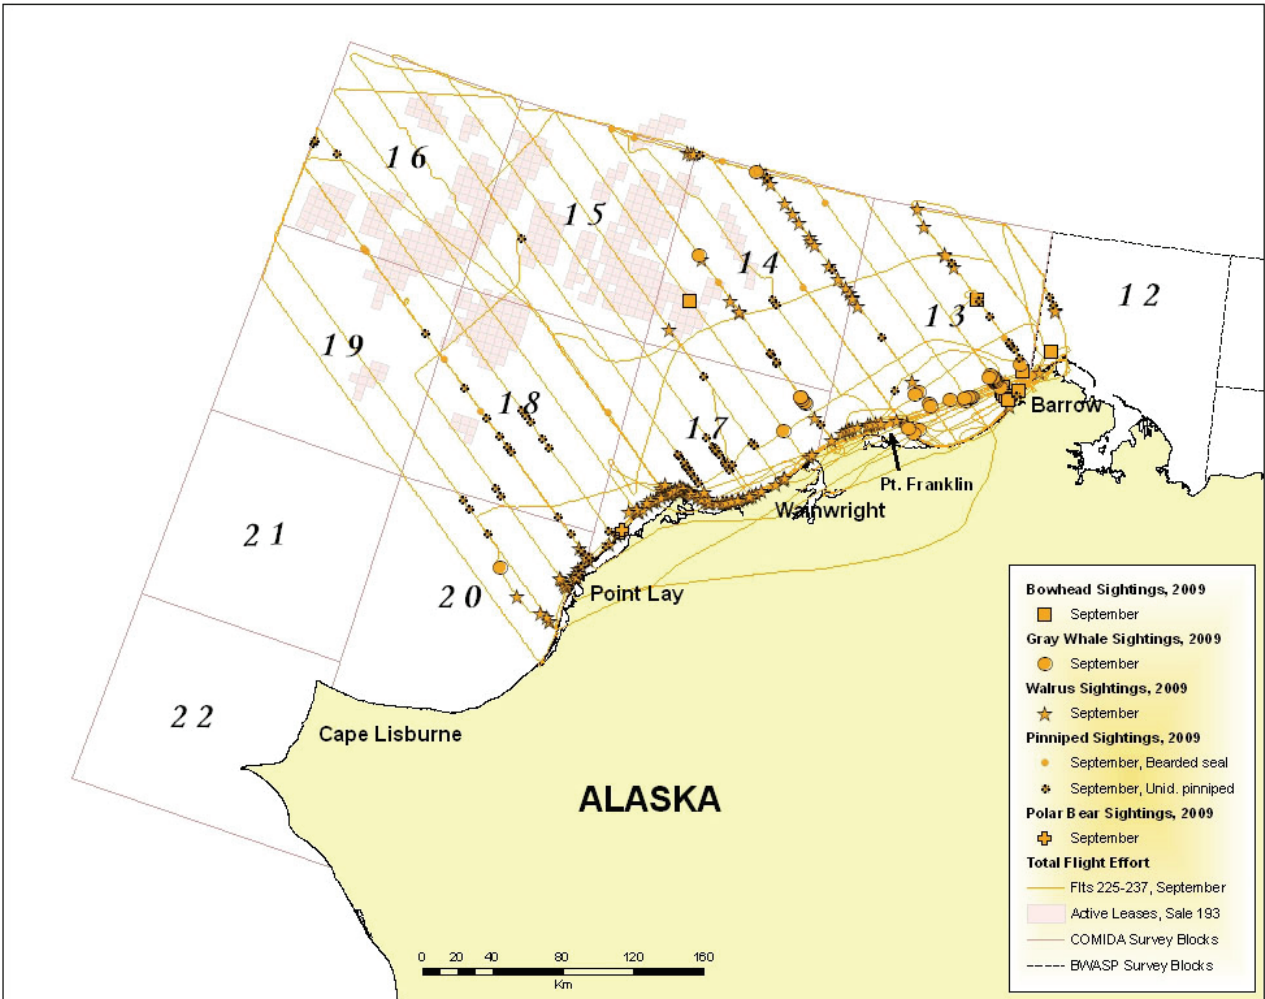 16
15
14
12
13
19
18
17
Barrow
Pt. Franklin
Wainwright
21
20
Point Lay
22
Cape Lisburne
ALASKA
0 20 40 80 120 160
Km
Bowhead Sightings, 2009
September
Gray Whale Sightings, 2009
September
Walrus Sightings, 2009
September
Pinniped Sightings, 2009
September, Bearded seal
September, Unid. pinniped
Polar Bear Sightings, 2009
September
Total Flight Effort
Flts 225-237, September
Active Leases, Sale 193
COMIDA Survey Blocks
BWASP Survey Blocks